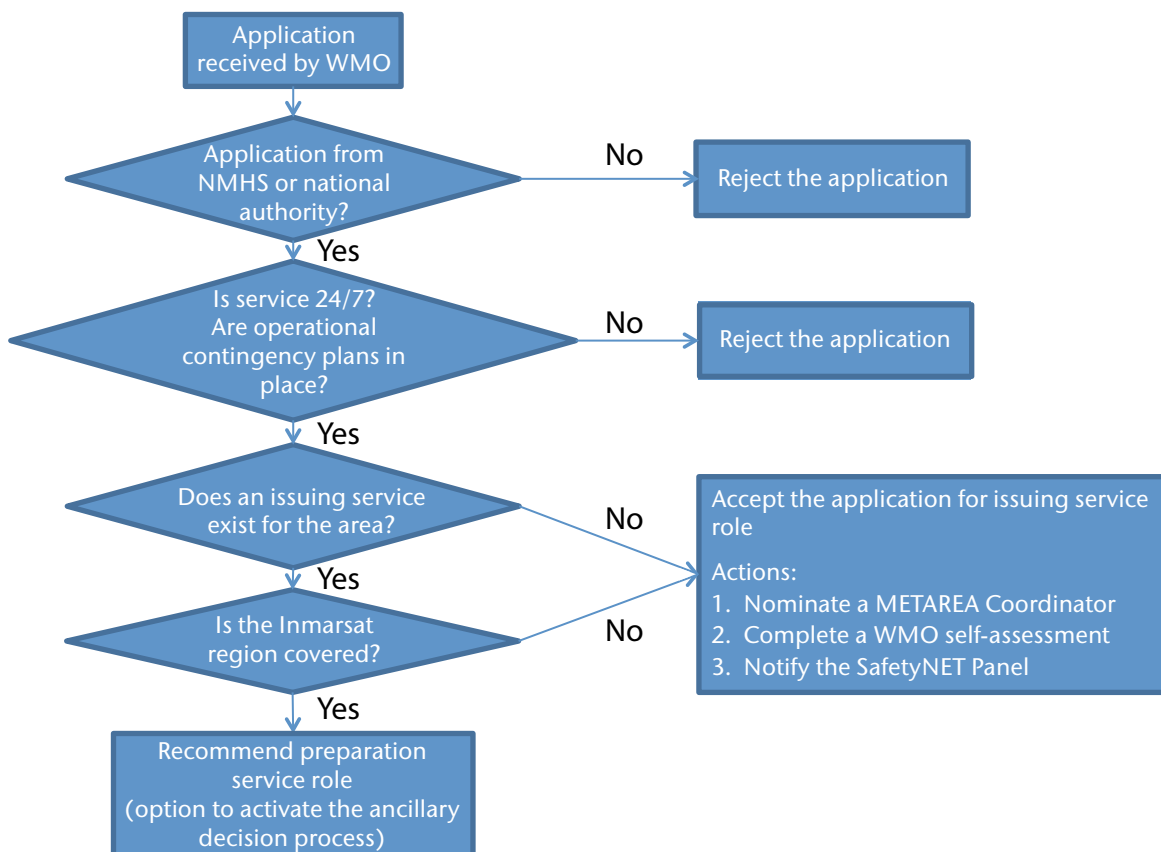 Application
received by WMO
Application from
NMHS or national
authority?
No
Reject the application
Yes
Is service 24/7?
Are operational
contingency plans in
place?
No
Reject the application
Yes
Does an issuing service
exist for the area?
No
Accept the application for issuing service
role
Actions:
1. Nominate a METAREA Coordinator
2. Complete a WMO self-assessment
3. Notify the SafetyNET Panel
Yes
Is the Inmarsat
region covered?
No
Yes
Recommend preparation
service role
(option to activate the ancillary
decision process)